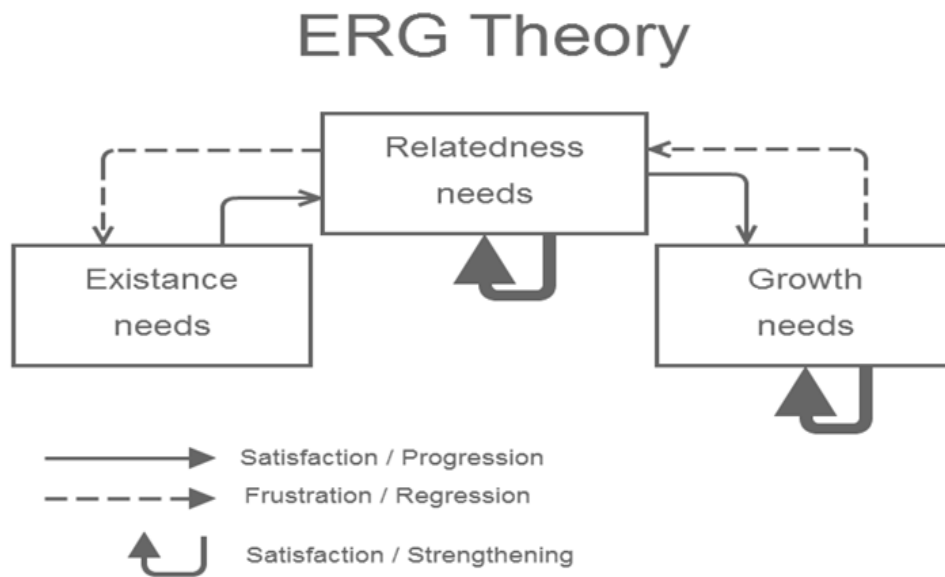 ERG Theory
Relatedness
needs
Existance
needs
Growth
needs
Satisfaction / Progression
Frustration / Regression
Satisfaction / Strengthening